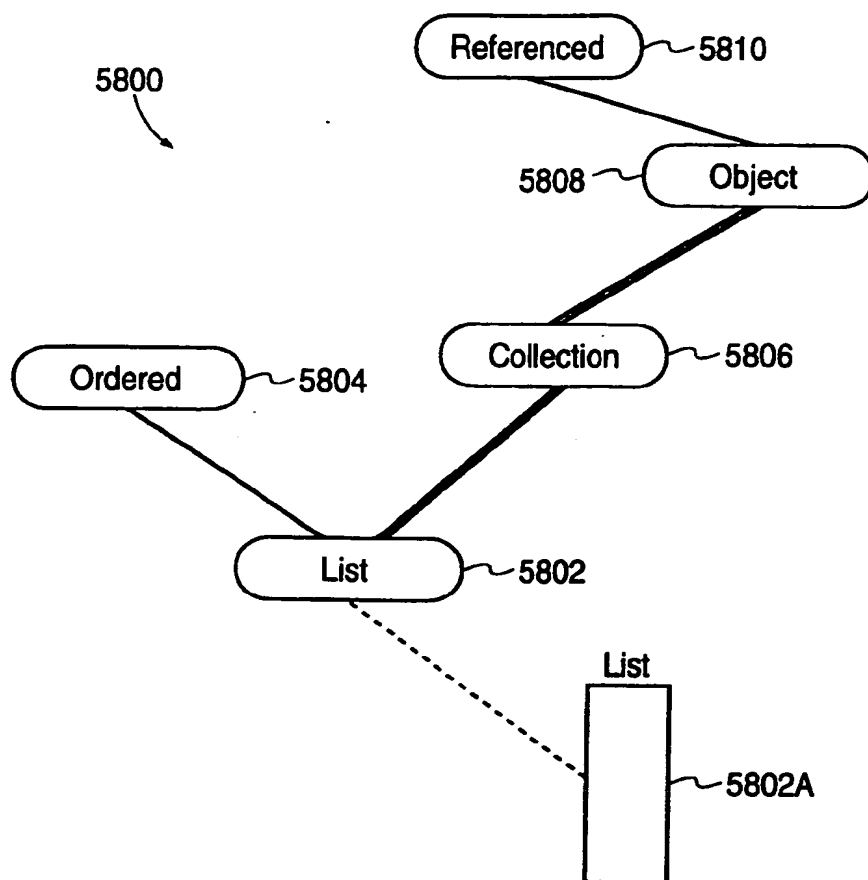 Referenced 5810
5800
5808 Object
Collection 5806
Ordered 5804
List 5802
List
5802A